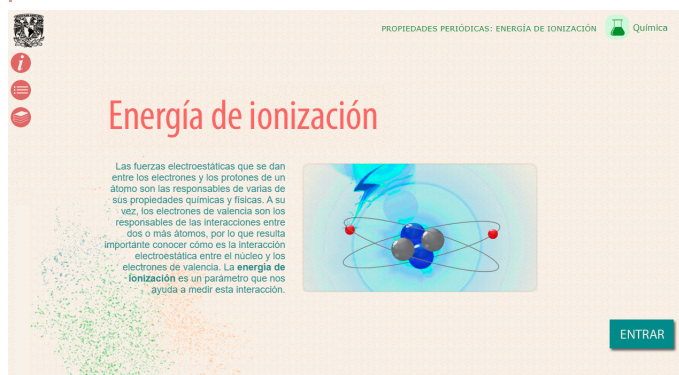 PROPIEDADES PERIÓDICAS: ENERGÍA DE IONIZACIÓN
Química
Energía de ionización
Las fuerzas electroestáticas que se dan
entre los electrones y los protones de un
átomo son las responsables de varias de
sus propiedades químicas y físicas. A su
vez, los electrones de valencia son los
responsables de las interacciones entre
dos o más átomos, por lo que resulta
importante conocer cómo es la interacción
electroestática entre el núcleo y los
electrones de valencia. La energía de
ionización es un parámetro que nos
ayuda a medir esta interacción.
ENTRAR